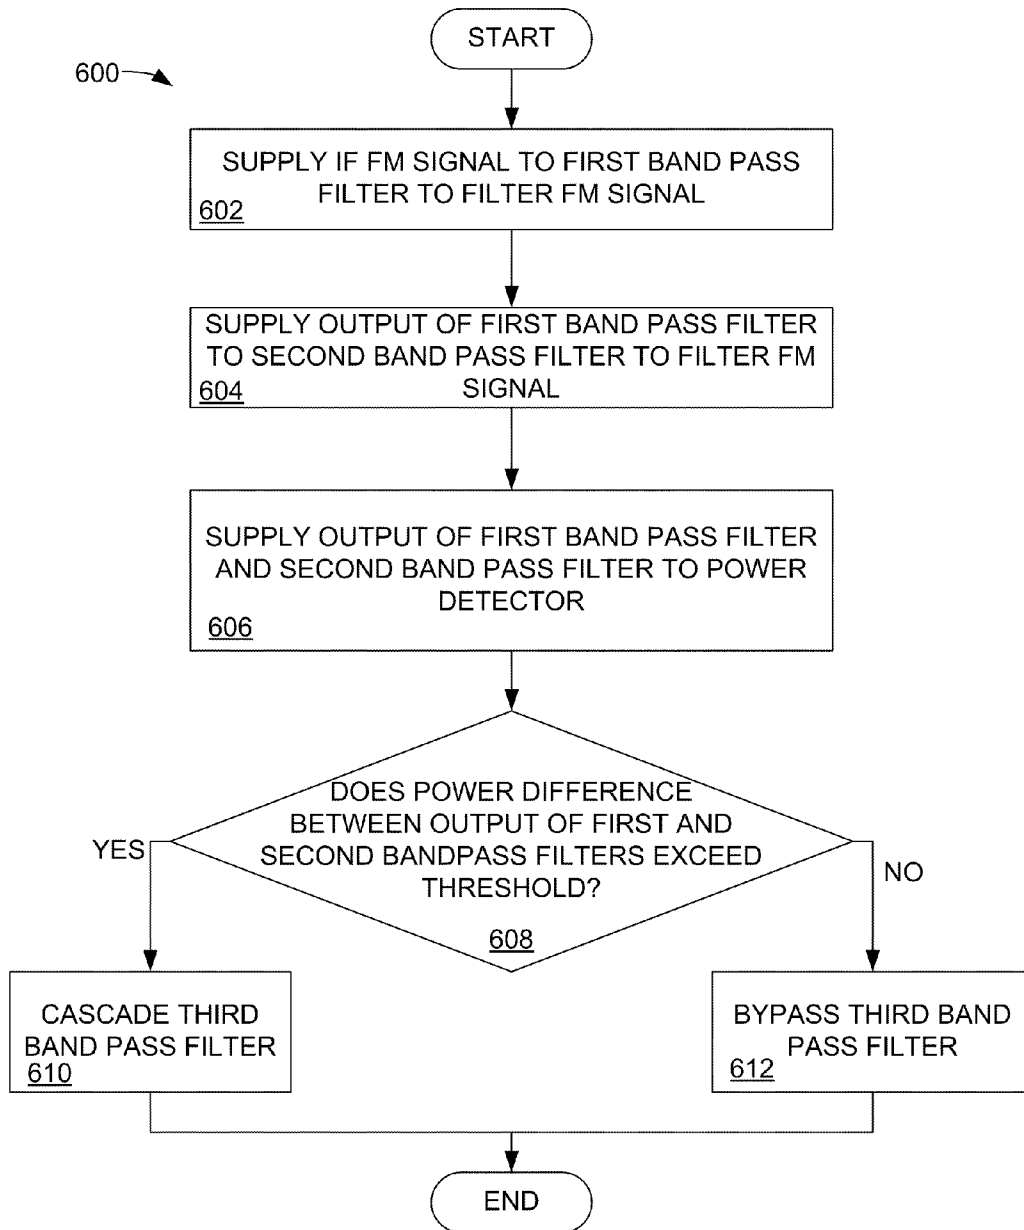 START
600
SUPPLY IF FM SIGNAL TO FIRST BAND PASS
FILTER TO FILTER FM SIGNAL
602
SUPPLY OUTPUT OF FIRST BAND PASS FILTER
TO SECOND BAND PASS FILTER TO FILTER FM
SIGNAL
604
SUPPLY OUTPUT OF FIRST BAND PASS FILTER
AND SECOND BAND PASS FILTER TO POWER
DETECTOR
606
DOES POWER DIFFERENCE
BETWEEN OUTPUT OF FIRST AND
SECOND BANDPASS FILTERS EXCEED
THRESHOLD?
608
YES
NO
CASCADE THIRD
BAND PASS FILTER
610
BYPASS THIRD BAND
PASS FILTER
612
END